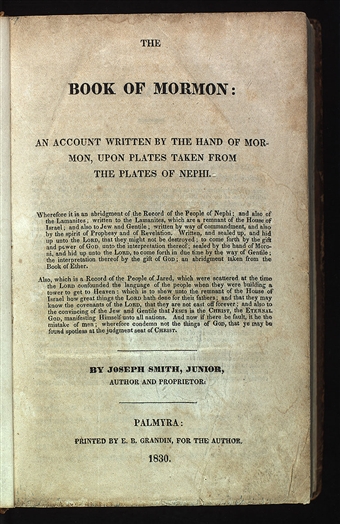 THE
BOOK OF MORMON:
AN ACCOUNT WRITTEN BY THE HAND OF MOR-
MON, UPON PLATES TAKEN FROM
THE PLATES OF NEPHI.
Wherefore it is an abridgment of the Record of the People of Nephi; and also of
the Lamanites; written to the Lamanites, which are a remnant of the House of
Israel; and also to Jew and Gentile; written by way of commandment, and also
by the spirit of Prophesy and of Revelation. Written, and sealed up, and hid
up unto the LORD, that they might not be destroyed; to come forth by the gift
and power of GOD, unto the interpretation thereof; sealed by the hand of Moro-
ni, and hid up unto the LORD, to come forth in due time by the way of Gentile;
the interpretation thereof by the gift of GOD; an abridgment taken from the
Book of Ether.
Also, which is a Record of the People of Jared, which were scattered at the time
the LORD confounded the language of the people when they were building a
tower to get to Heaven: which is to shew unto the remnant of the House of
Israel how great things the LORD hath done for their fathers; and that they may
know the covenants of the LORD, that they are not cast off forever; and also to
the convincing of the Jew and Gentile that JESUS is the CHRIST, the ETERNAL
GOD, manifesting Himself unto all nations. And now if there be fault, it be the
mistake of men; wherefore condemn not the things of GOD, that ye may be
found spotless at the judgment seat of CHRIST.
BY JOSEPH SMITH, JUNIOR,
AUTHOR AND PROPRIETOR.
PALMYRA:
PRINTED BY E. B. GRANDIN, FOR THE AUTHOR.
1830.